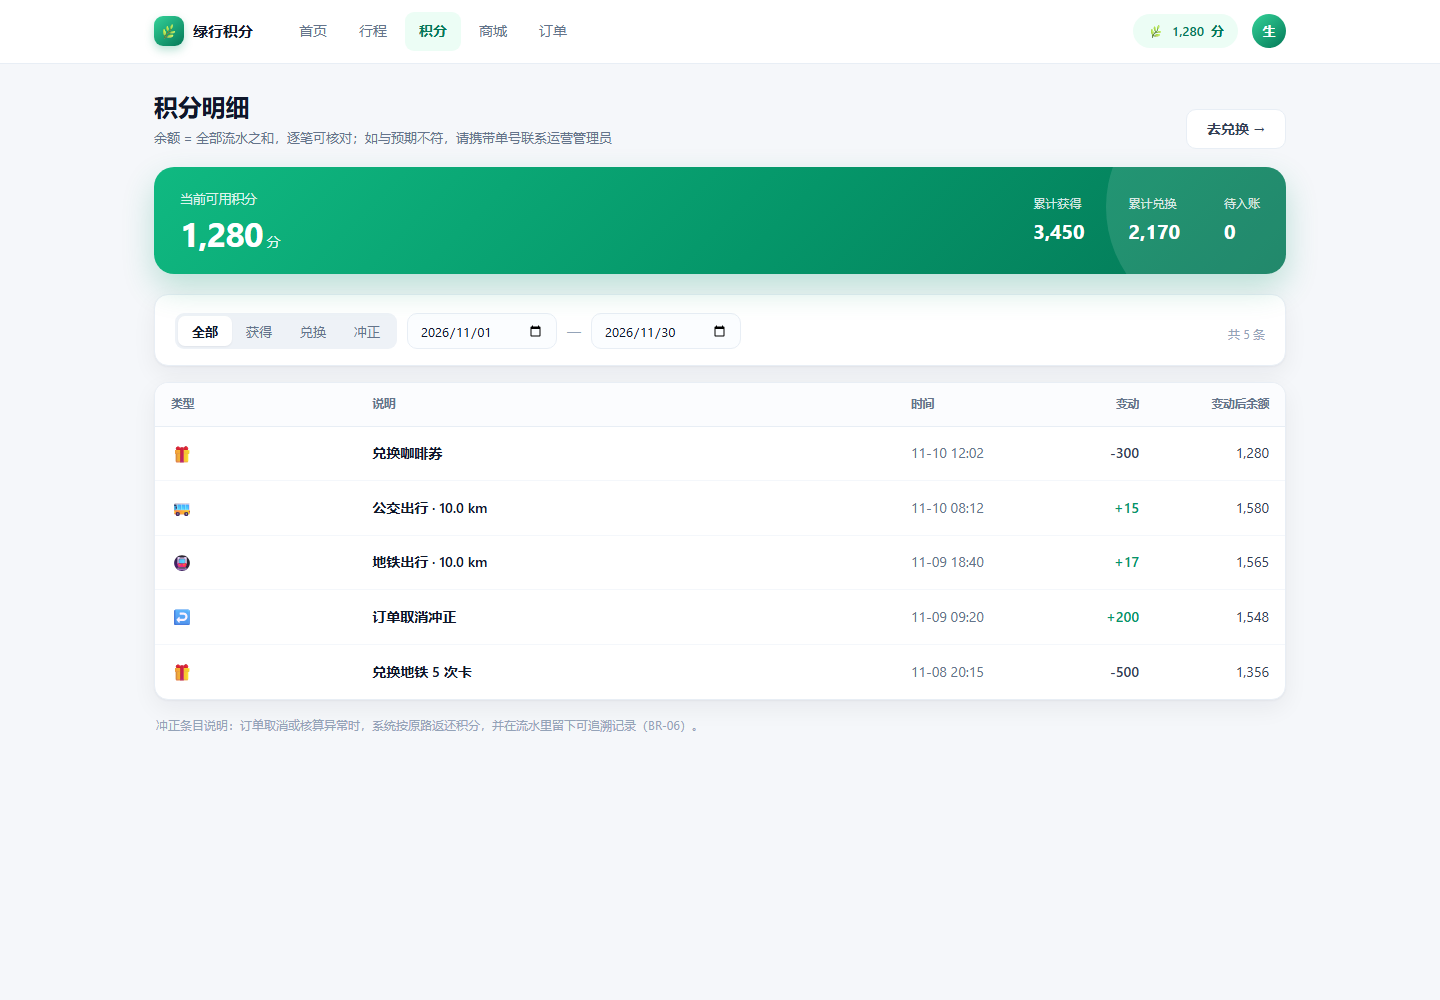 绿行积分 首页 行程 积分 商城 订单 1,280 分 生
积分明细
余额 = 全部流水之和，逐笔可核对；如与预期不符，请携带单号联系运营管理员
去兑换 →
当前可用积分
1,280 分
累计获得 累计兑换 待入账
3,450 2,170 0
全部 获得 兑换 冲正 2026/11/01 — 2026/11/30 共 5 条
类型 说明 时间 变动 变动后余额
兑换咖啡券 11-10 12:02 -300 1,280
公交出行 · 10.0 km 11-10 08:12 +15 1,580
地铁出行 · 10.0 km 11-09 18:40 +17 1,565
订单取消冲正 11-09 09:20 +200 1,548
兑换地铁 5 次卡 11-08 20:15 -500 1,356
冲正条目说明：订单取消或核算异常时，系统按原路返还积分，并在流水里留下可追溯记录（BR-06）。